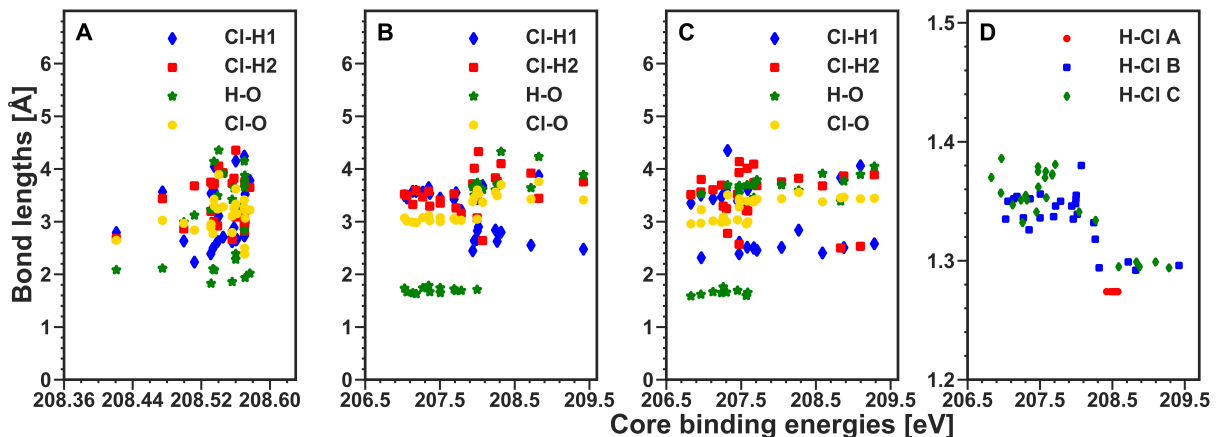 Bond lengths [Å]
A
Cl-H1
Cl-H2
H-O
Cl-O
6
5
4
3
2
1
0
208.36 208.44 208.52 208.60
B
Cl-H1
Cl-H2
H-O
Cl-O
6
5
4
3
2
1
0
206.5 207.5 208.5 209.5
C
Cl-H1
Cl-H2
H-O
Cl-O
6
5
4
3
2
1
0
206.5 207.5 208.5 209.5
D
H-Cl A
H-Cl B
H-Cl C
1.5
1.4
1.3
1.2
206.5 207.5 208.5 209.5
Core binding energies [eV]